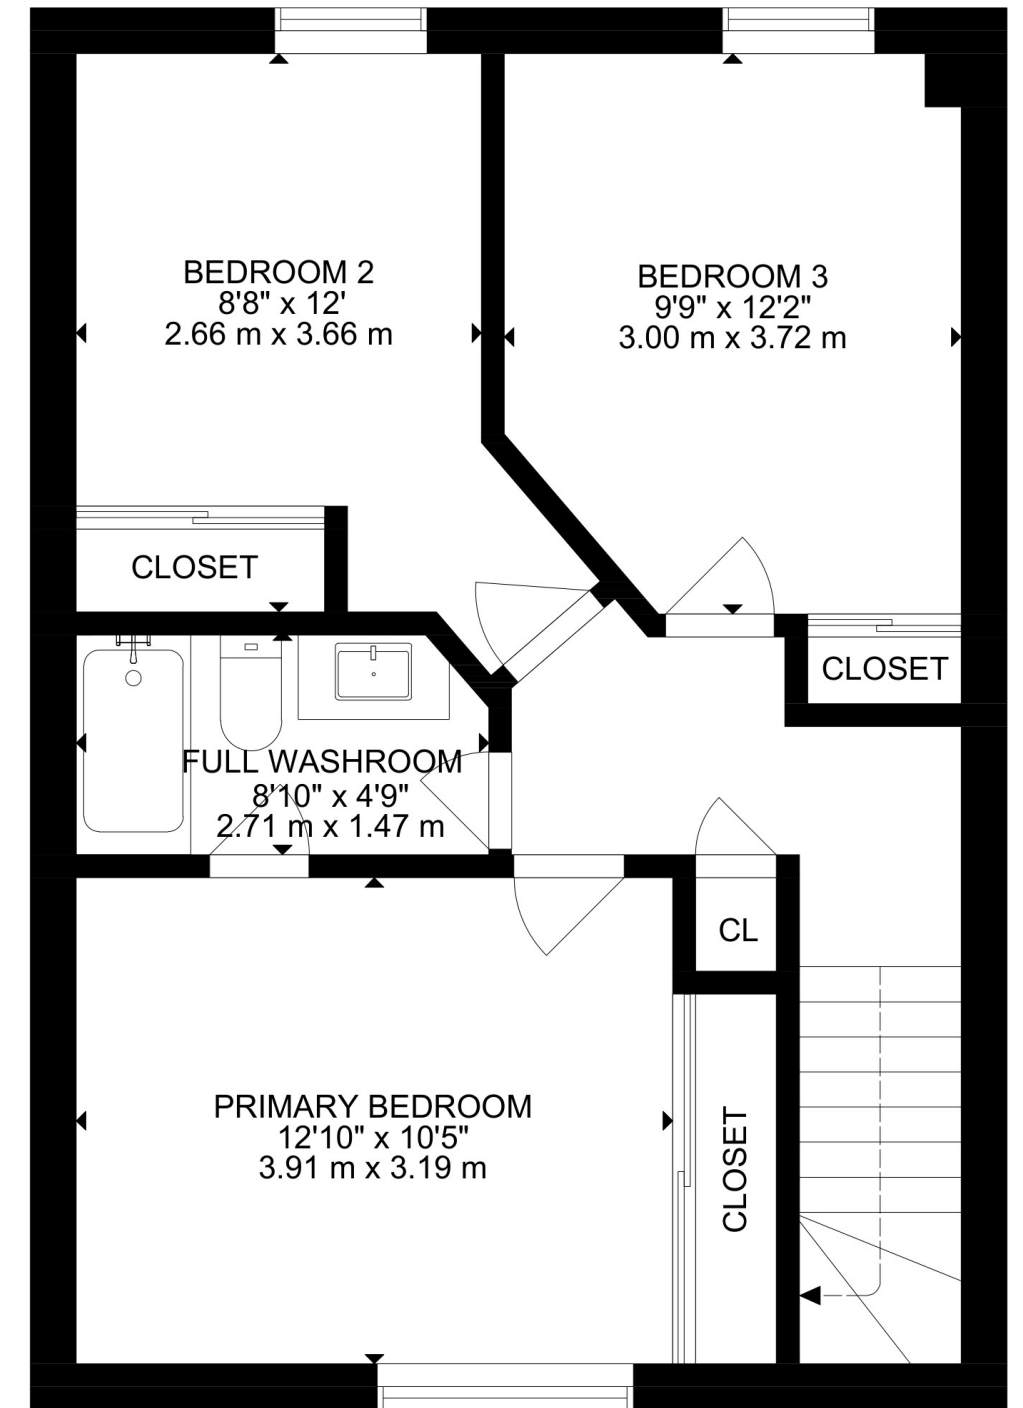 BEDROOM 2
8'8" x 12'
2.66 m x 3.66 m
BEDROOM 3
9'9" x 12'2"
3.00 m x 3.72 m
CLOSET
CLOSET
FULL WASHROOM
8'10" x 4'9"
2.71 m x 1.47 m
CL
PRIMARY BEDROOM
12'10" x 10'5"
3.91 m x 3.19 m
CLOSET